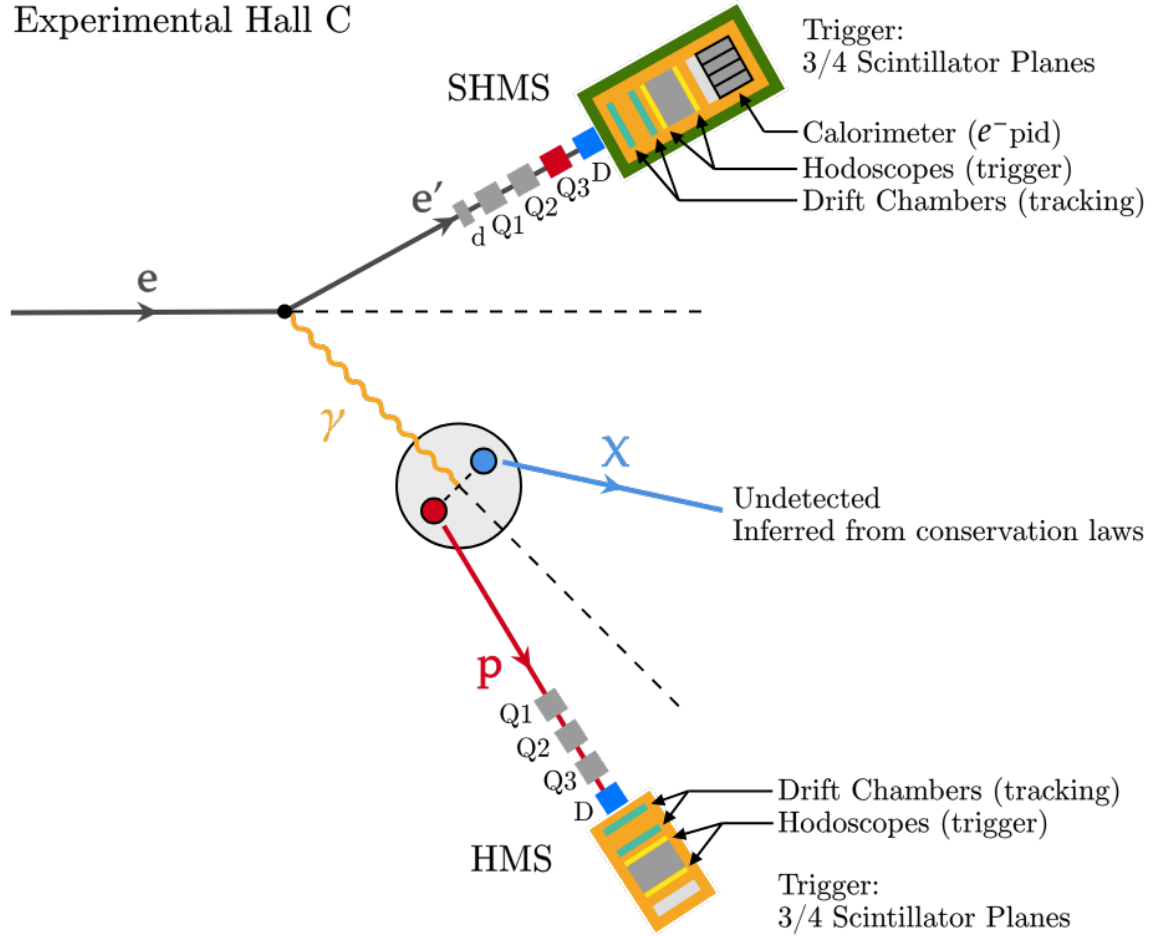 Experimental Hall C
Trigger:
3/4 Scintillator Planes
SHMS
Calorimeter (e⁻ pid)
Hodoscopes (trigger)
Drift Chambers (tracking)
D
Q3
Q2
Q1
d
e′
e
γ
X
Undetected
Inferred from conservation laws
p
Q1
Q2
Q3
D
Drift Chambers (tracking)
Hodoscopes (trigger)
HMS
Trigger:
3/4 Scintillator Planes